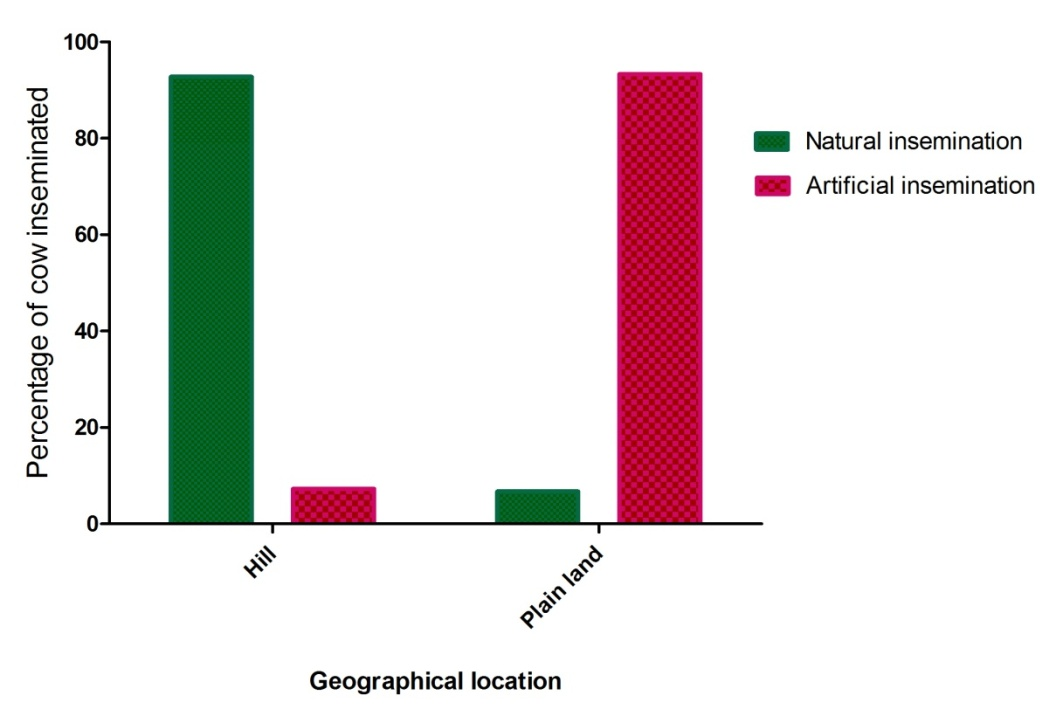 Percentage of cow inseminated
100
80
60
40
20
0
Natural insemination
Artificial insemination
Hill
Plain land
Geographical location